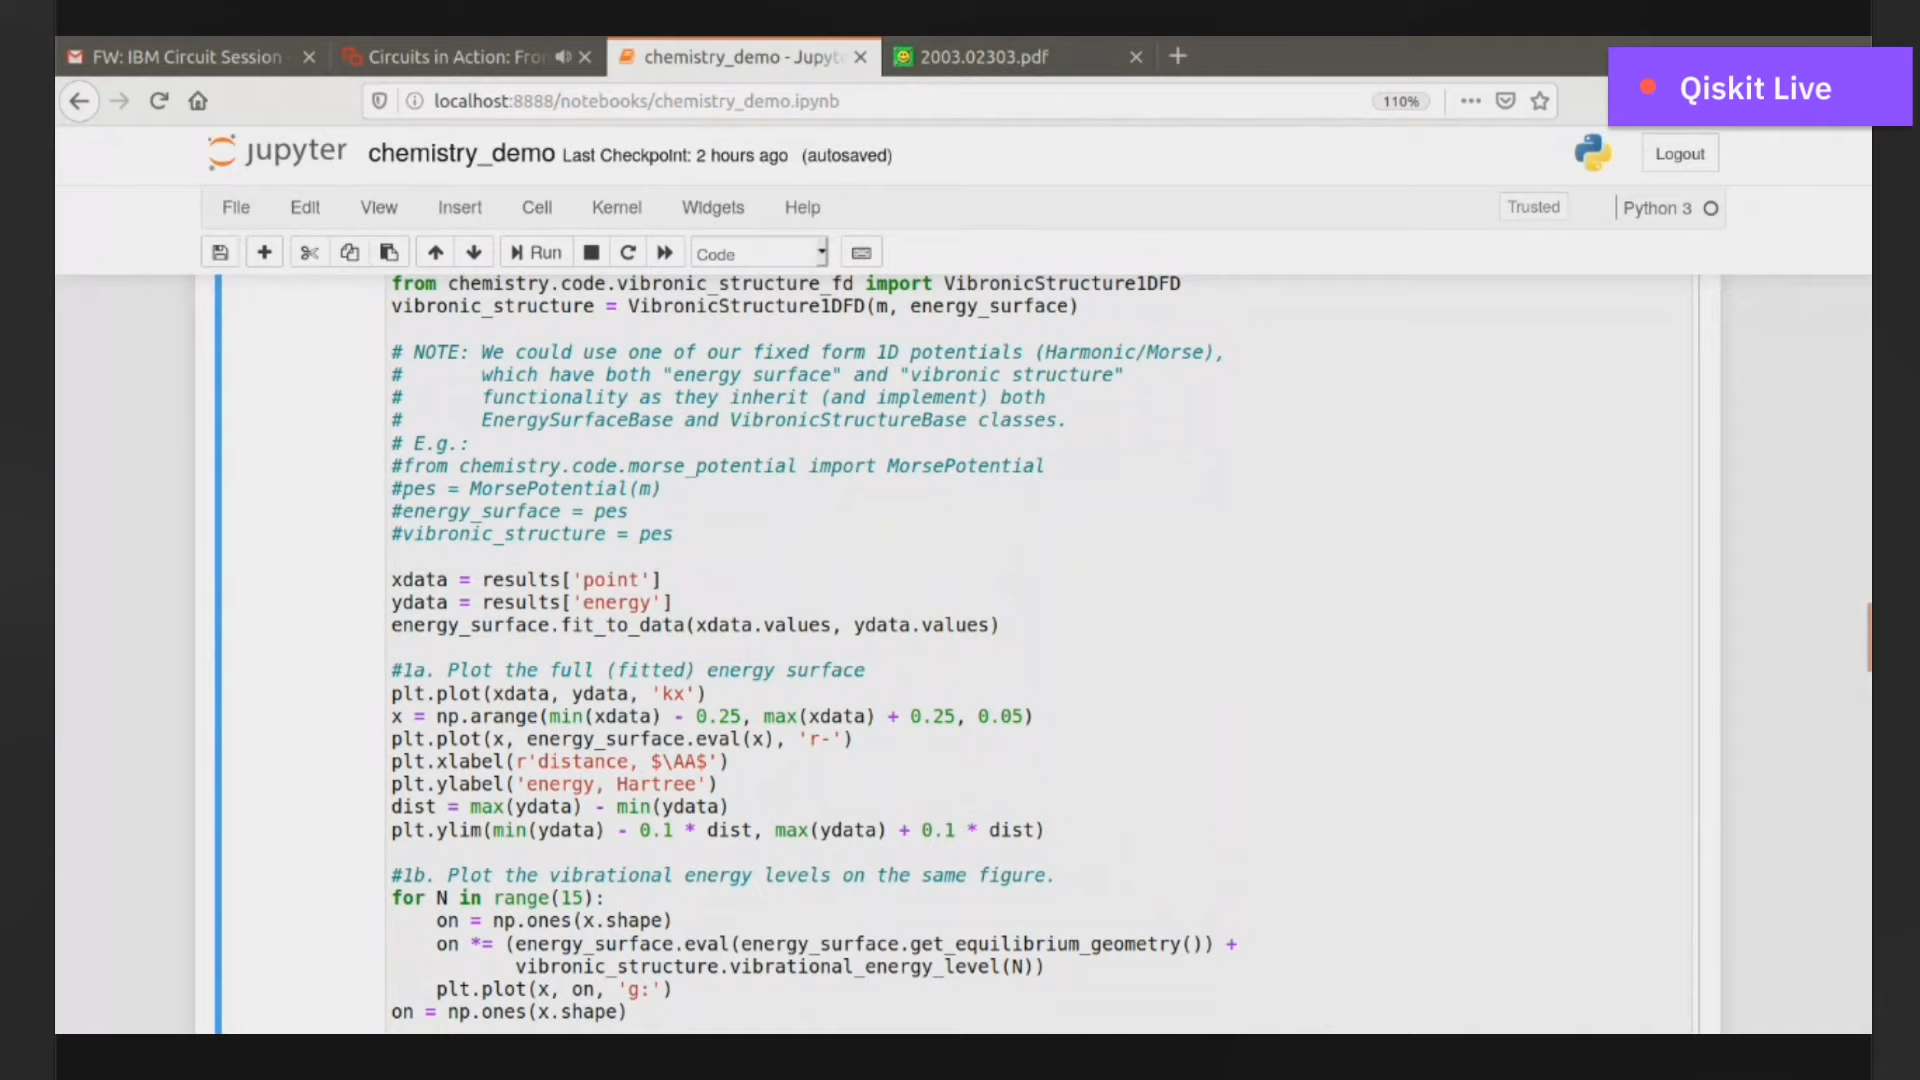 FW: IBM Circuit Session
Circuits in Action: Fro
chemistry_demo - Jupyte
2003.02303.pdf
Qiskit Live
localhost:8888/notebooks/chemistry_demo.ipynb
110%
jupyter chemistry_demo Last Checkpoint: 2 hours ago (autosaved)
Logout
File Edit View Insert Cell Kernel Widgets Help
Trusted
Python 3
Run
Code
from chemistry.code.vibronic_structure_fd import VibronicStructure1DFD
vibronic_structure = VibronicStructure1DFD(m, energy_surface)
# NOTE: We could use one of our fixed form 1D potentials (Harmonic/Morse),
#       which have both "energy surface" and "vibronic structure"
#       functionality as they inherit (and implement) both
#       EnergySurfaceBase and VibronicStructureBase classes.
# E.g.:
#from chemistry.code.morse_potential import MorsePotential
#pes = MorsePotential(m)
#energy_surface = pes
#vibronic_structure = pes
xdata = results['point']
ydata = results['energy']
energy_surface.fit_to_data(xdata.values, ydata.values)
#1a. Plot the full (fitted) energy surface
plt.plot(xdata, ydata, 'kx')
x = np.arange(min(xdata) - 0.25, max(xdata) + 0.25, 0.05)
plt.plot(x, energy_surface.eval(x), 'r-')
plt.xlabel(r'distance, $\AA$')
plt.ylabel('energy, Hartree')
dist = max(ydata) - min(ydata)
plt.ylim(min(ydata) - 0.1 * dist, max(ydata) + 0.1 * dist)
#1b. Plot the vibrational energy levels on the same figure.
for N in range(15):
    on = np.ones(x.shape)
    on *= (energy_surface.eval(energy_surface.get_equilibrium_geometry()) +
           vibronic_structure.vibrational_energy_level(N))
    plt.plot(x, on, 'g:')
on = np.ones(x.shape)